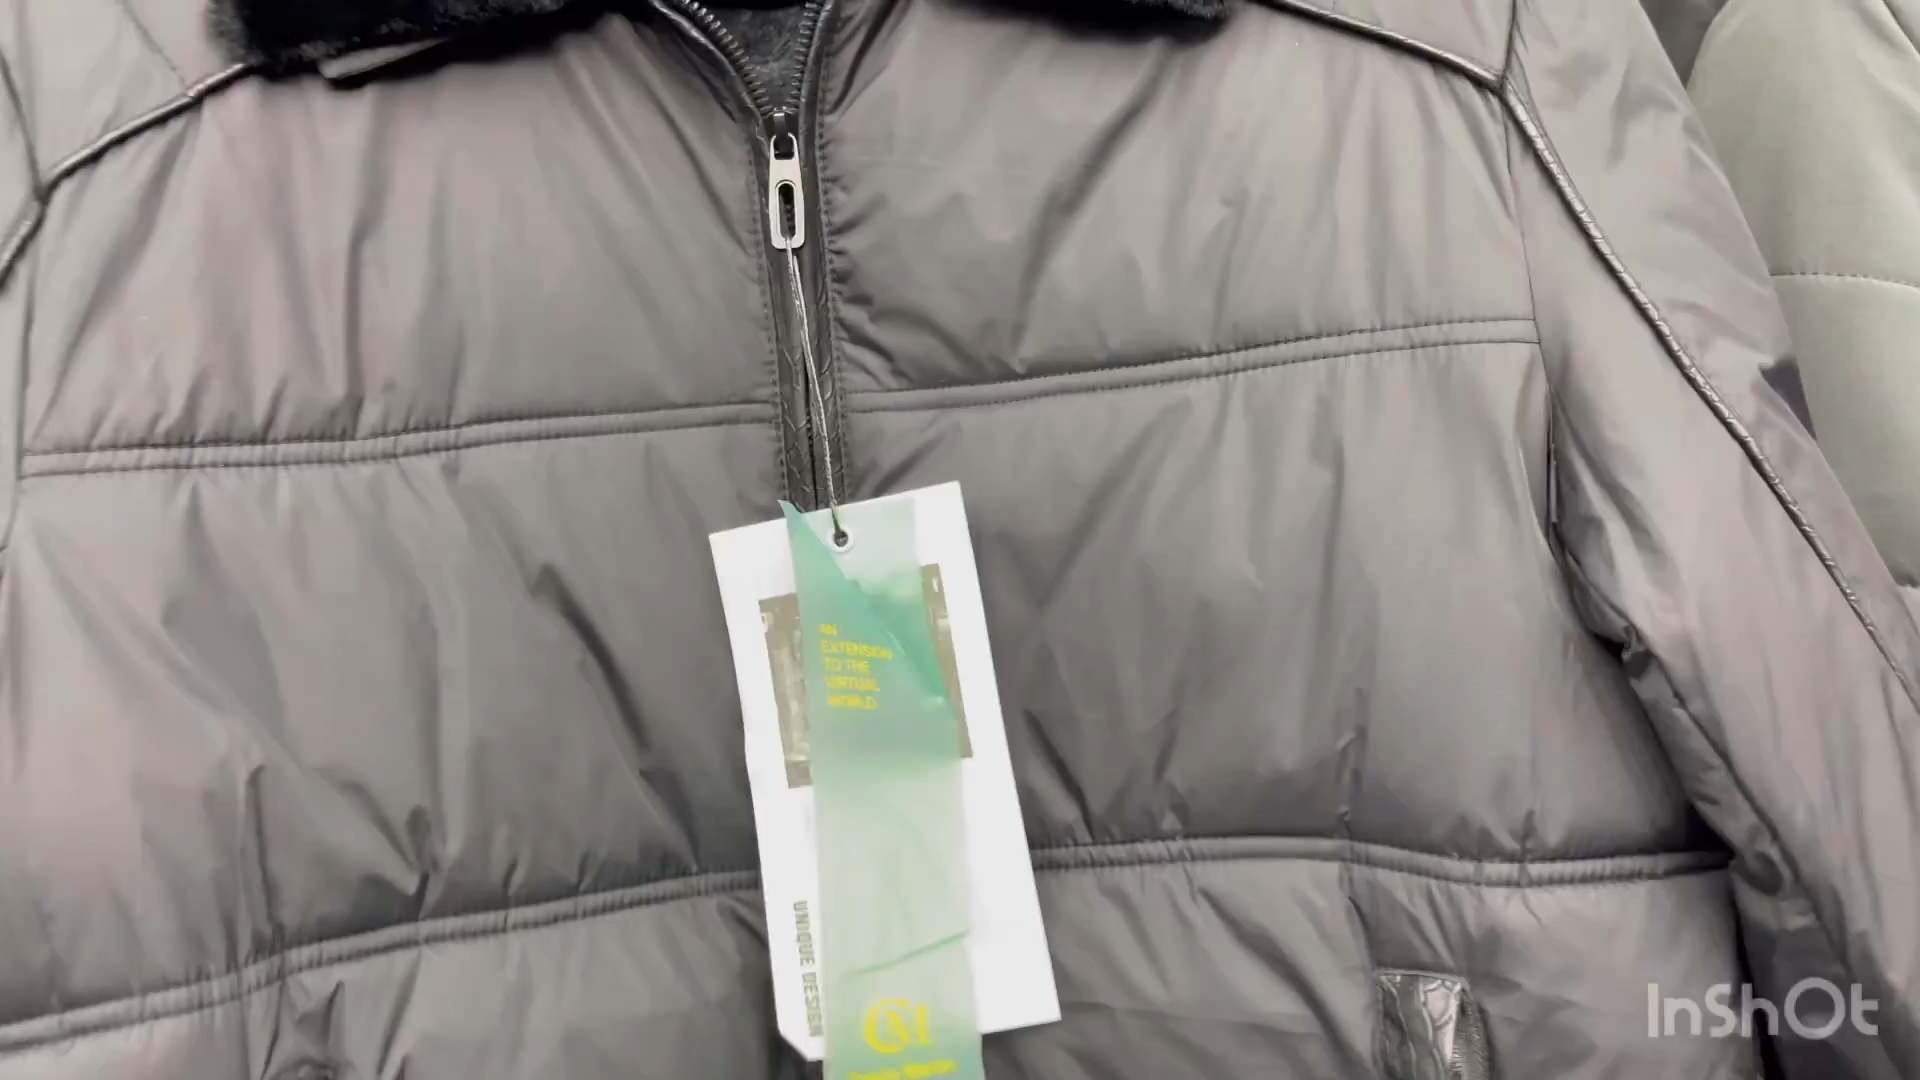 AN
EXTENSION
TO THE
VIRTUAL
WORLD
UNIQUE DESIGN
CM
InShOt